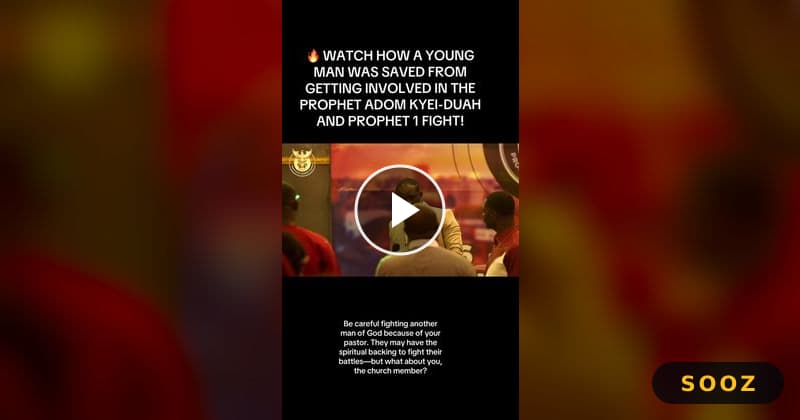 🔥 WATCH HOW A YOUNG
MAN WAS SAVED FROM
GETTING INVOLVED IN THE
PROPHET ADOM KYEI-DUAH
AND PROPHET 1 FIGHT!
Be careful fighting another
man of God because of your
pastor. They may have the
spiritual backing to fight their
battles—but what about you,
the church member?
SOOZ